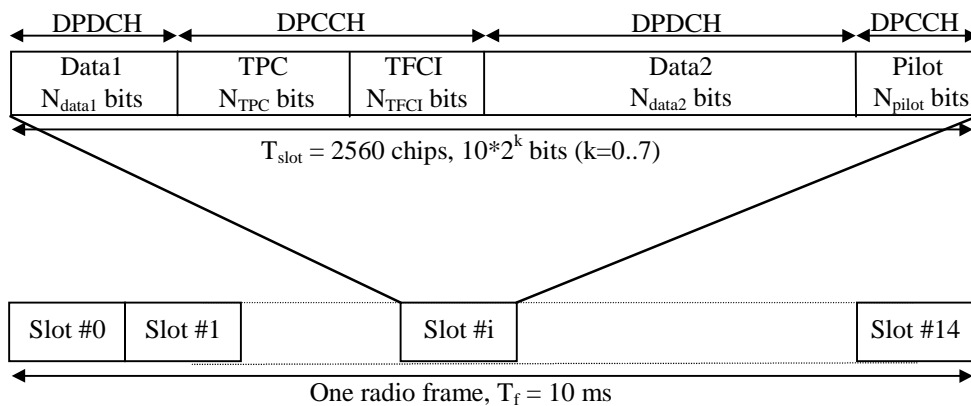 DPDCH DPCCH DPDCH DPCCH
Data1 TPC TFCI Data2 Pilot
N_data1 bits N_TPC bits N_TFCI bits N_data2 bits N_pilot bits
T_slot = 2560 chips, 10*2^k bits (k=0..7)
Slot #0 Slot #1 Slot #i Slot #14
One radio frame, T_f = 10 ms